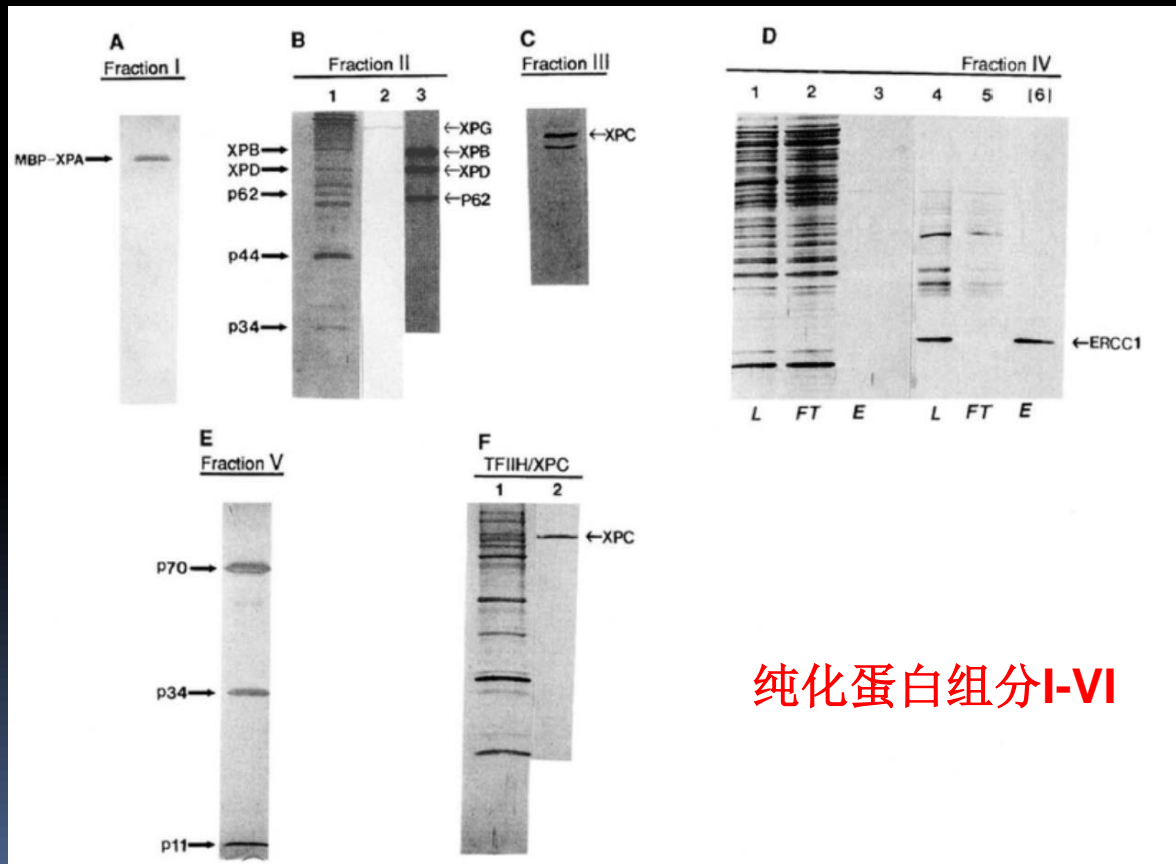 A
Fraction I
MBP-XPA→
B
Fraction II
1 2 3
XPB→
XPD→
p62→
p44→
p34→
←XPG
←XPB
←XPD
←P62
C
Fraction III
←XPC
D
Fraction IV
1 2 3 4 5 [6]
←ERCC1
L FT E L FT E
E
Fraction V
p70→
p34→
p11→
F
TFIIH/XPC
1 2
←XPC
纯化蛋白组分I-VI